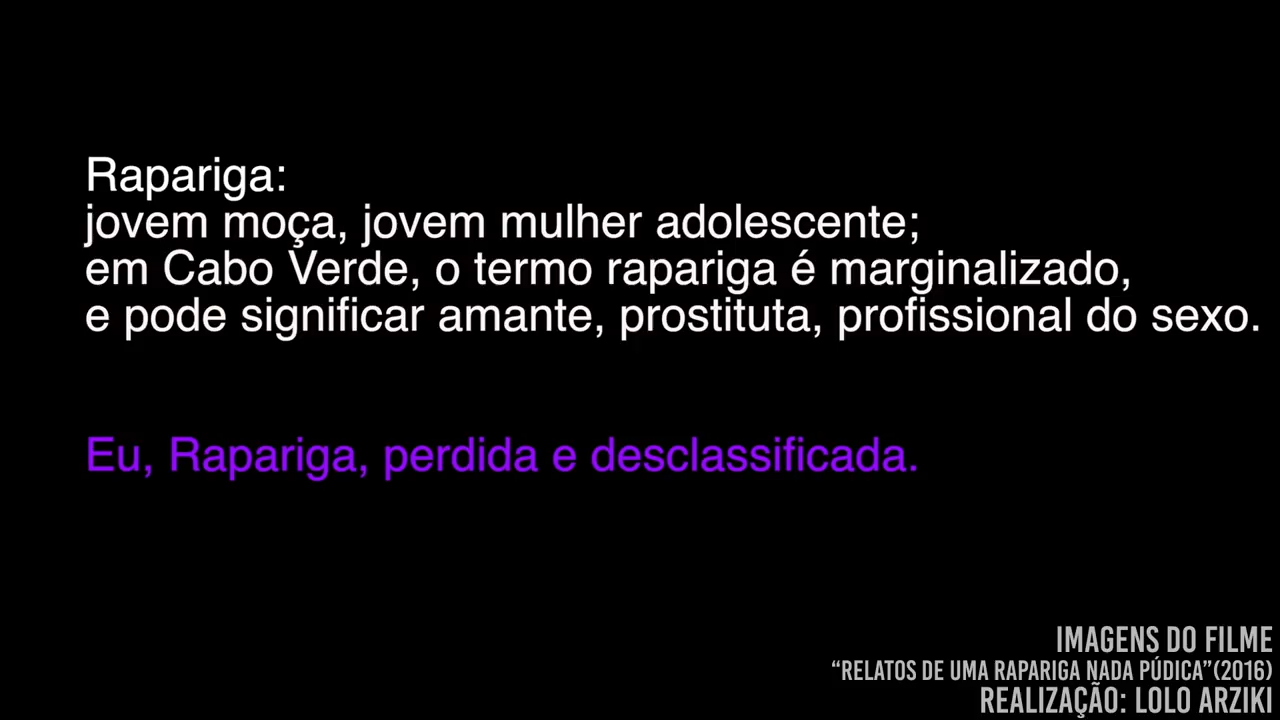 Rapariga:
jovem moça, jovem mulher adolescente;
em Cabo Verde, o termo rapariga é marginalizado,
e pode significar amante, prostituta, profissional do sexo.
Eu, Rapariga, perdida e desclassificada.
IMAGENS DO FILME
“RELATOS DE UMA RAPARIGA NADA PÚDICA”(2016)
REALIZAÇÃO: LOLO ARZIKI